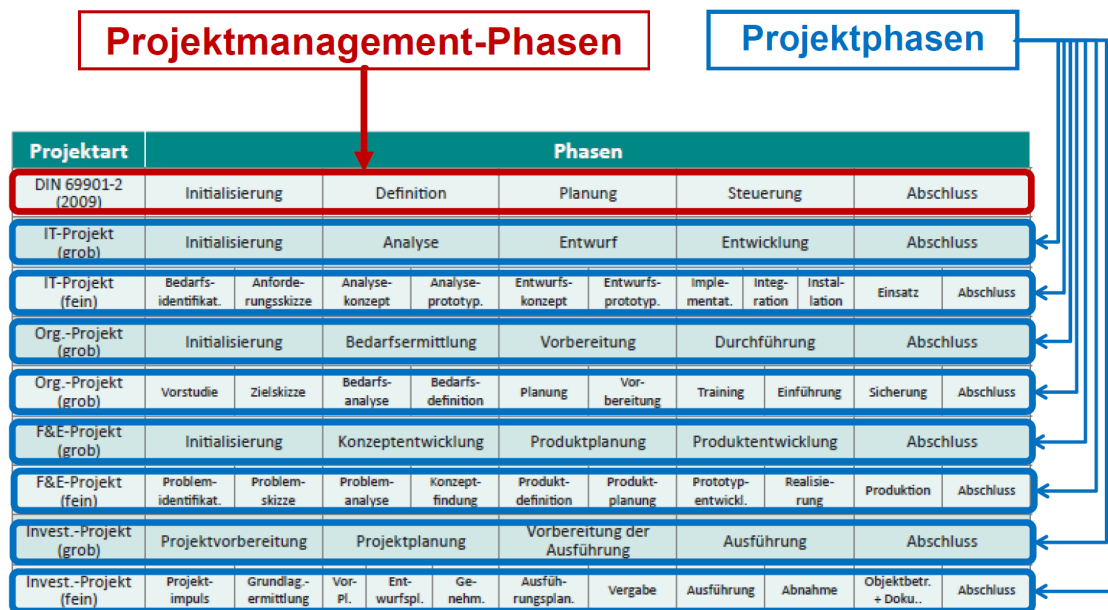 Projektmanagement-Phasen
Projektphasen
Projektart
Phasen
DIN 69901-2
(2009)
Initialisierung
Definition
Planung
Steuerung
Abschluss
IT-Projekt
(grob)
Initialisierung
Analyse
Entwurf
Entwicklung
Abschluss
IT-Projekt
(fein)
Bedarfs-
identifikat.
Anforde-
rungsskizze
Analyse-
konzept
Analyse-
prototyp.
Entwurfs-
konzept
Entwurfs-
prototyp.
Imple-
mentat.
Integ-
ration
Instal-
lation
Einsatz
Abschluss
Org.-Projekt
(grob)
Initialisierung
Bedarfsermittlung
Vorbereitung
Durchführung
Abschluss
Org.-Projekt
(grob)
Vorstudie
Zielskizze
Bedarfs-
analyse
Bedarfs-
definition
Planung
Vor-
bereitung
Training
Einführung
Sicherung
Abschluss
F&E-Projekt
(grob)
Initialisierung
Konzeptentwicklung
Produktplanung
Produktentwicklung
Abschluss
F&E-Projekt
(fein)
Problem-
identifikat.
Problem-
skizze
Problem-
analyse
Konzept-
findung
Produkt-
definition
Produkt-
planung
Prototyp-
entwickl.
Realisie-
rung
Produktion
Abschluss
Invest.-Projekt
(grob)
Projektvorbereitung
Projektplanung
Vorbereitung der
Ausführung
Ausführung
Abschluss
Invest.-Projekt
(fein)
Projekt-
impuls
Grundlag.-
ermittlung
Vor-
Pl.
Ent-
wurfspl.
Ge-
nehm.
Ausfüh-
rungsplan.
Vergabe
Ausführung
Abnahme
Objektbetr.
+ Doku..
Abschluss